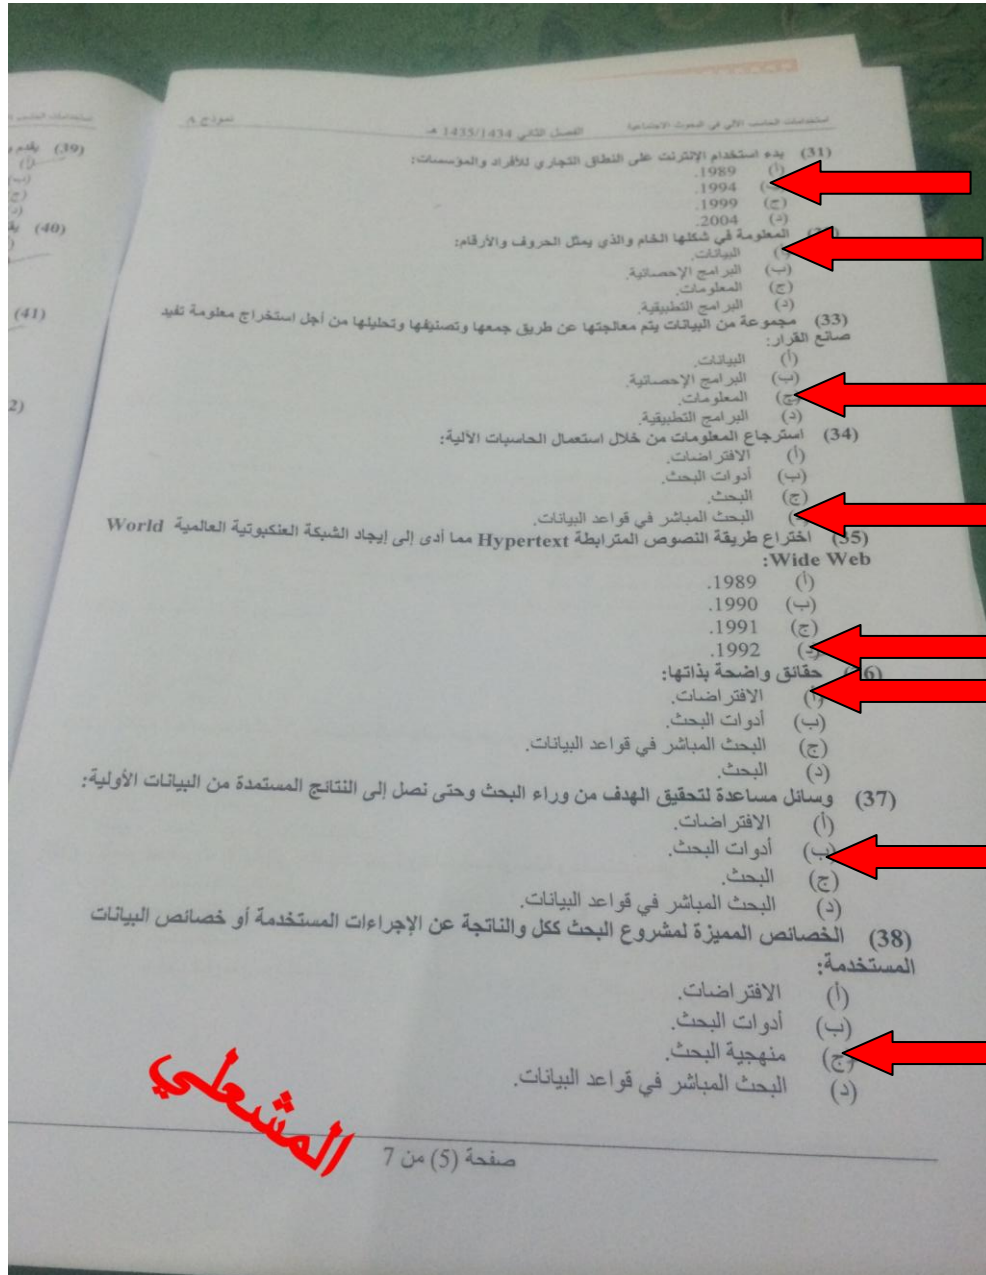 استخدامات الحاسب الآلي في البحوث الاجتماعية الفصل الثاني 1435/1434 هـ نموذج A
(31) بدء استخدام الإنترنت على النطاق التجاري للأفراد والمؤسسات:
(أ) 1989.
1994.
(ج) 1999.
(د) 2004.
المعلومة في شكلها الخام والذي يمثل الحروف والأرقام:
البيانات.
(ب) البرامج الإحصائية.
(ج) المعلومات.
(د) البرامج التطبيقية.
(33) مجموعة من البيانات يتم معالجتها عن طريق جمعها وتصنيفها وتحليلها من أجل استخراج معلومة تفيد
صانع القرار:
(أ) البيانات.
(ب) البرامج الإحصائية.
(ج) المعلومات.
(د) البرامج التطبيقية.
(34) استرجاع المعلومات من خلال استعمال الحاسبات الآلية:
(أ) الافتراضات.
(ب) أدوات البحث.
(ج) البحث.
(د) البحث المباشر في قواعد البيانات.
(35) اختراع طريقة النصوص المترابطة Hypertext مما أدى إلى إيجاد الشبكة العنكبوتية العالمية World
Wide Web:
(أ) 1989.
(ب) 1990.
(ج) 1991.
(د) 1992.
حقائق واضحة بذاتها:
(أ) الافتراضات.
(ب) أدوات البحث.
(ج) البحث المباشر في قواعد البيانات.
(د) البحث.
(37) وسائل مساعدة لتحقيق الهدف من وراء البحث وحتى نصل إلى النتائج المستمدة من البيانات الأولية:
(أ) الافتراضات.
(ب) أدوات البحث.
(ج) البحث.
(د) البحث المباشر في قواعد البيانات.
(38) الخصائص المميزة لمشروع البحث ككل والناتجة عن الإجراءات المستخدمة أو خصائص البيانات
المستخدمة:
(أ) الافتراضات.
(ب) أدوات البحث.
(ج) منهجية البحث.
(د) البحث المباشر في قواعد البيانات.
المشعلي
صفحة (5) من 7
(39) يقدم
(أ)
(ب)
(ج)
(د)
(40)
(41)